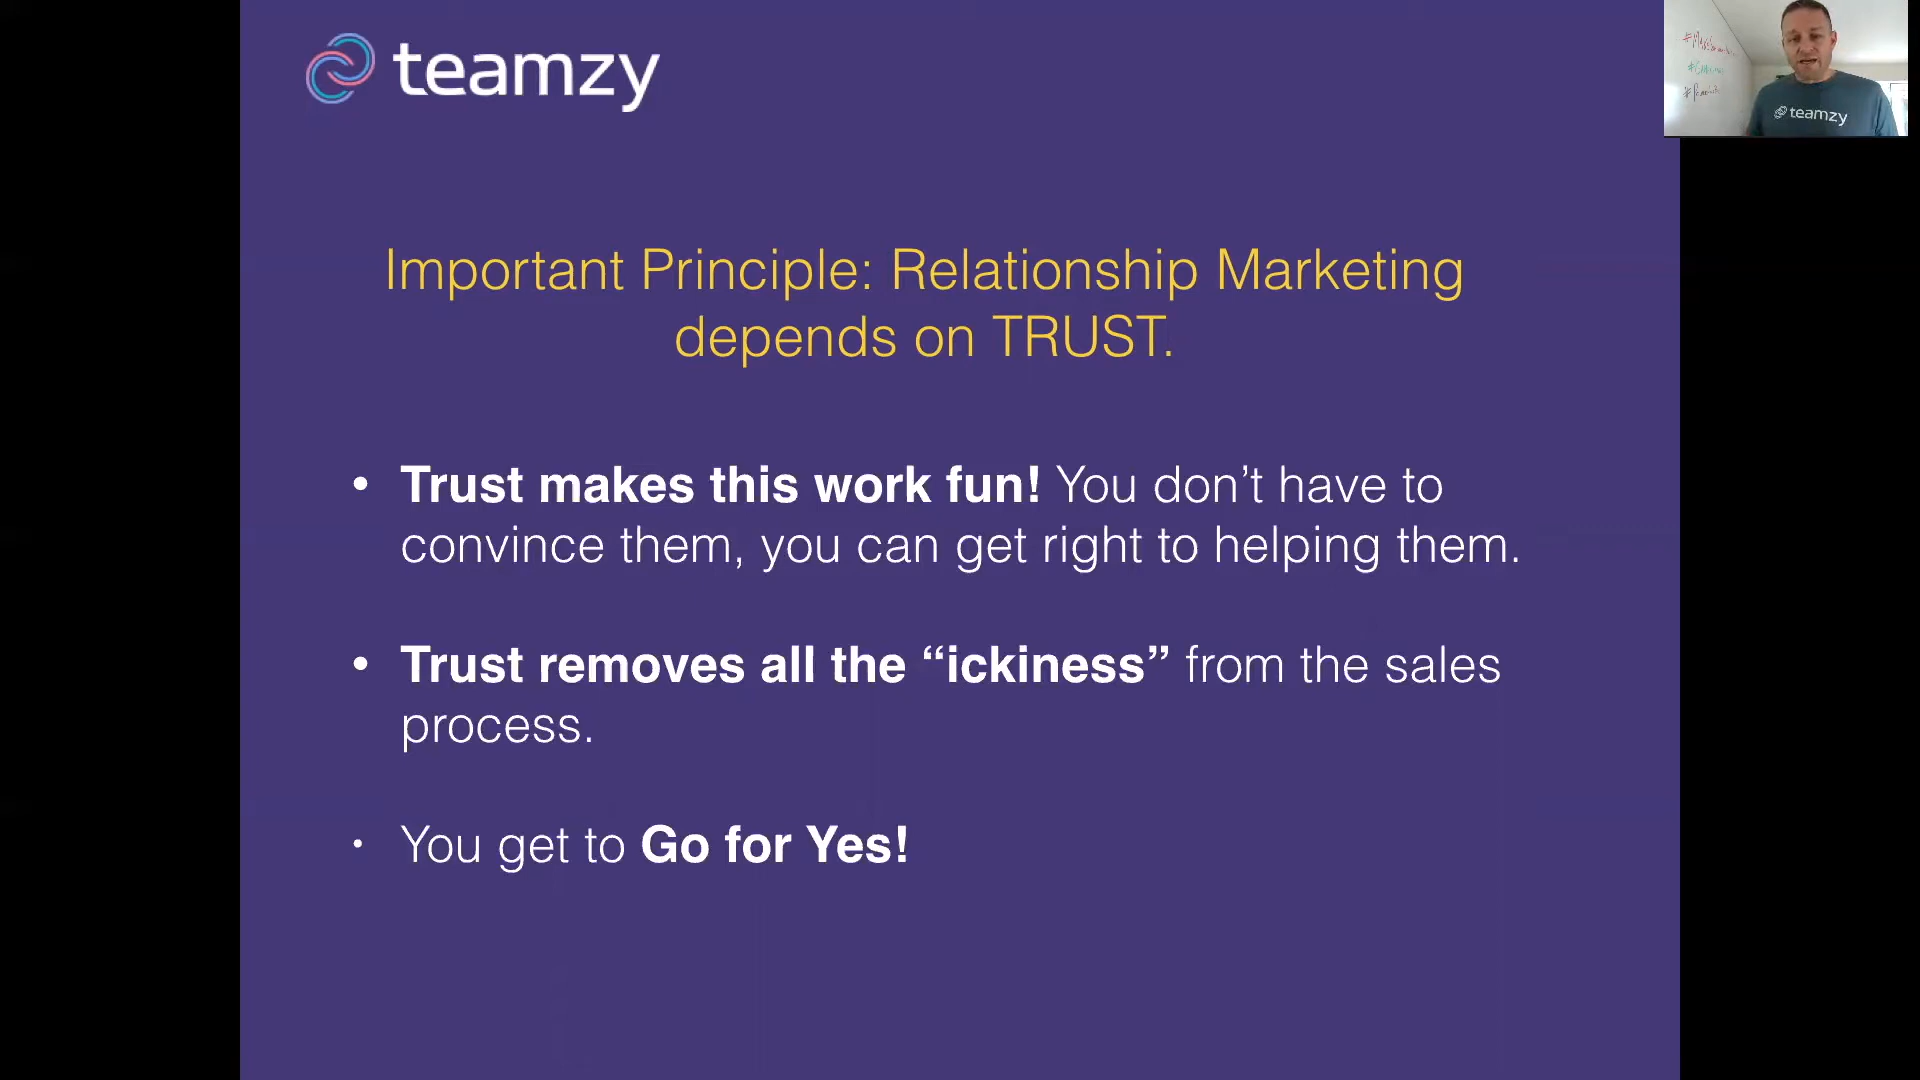 teamzy
teamzy
Important Principle: Relationship Marketing
depends on TRUST.
• Trust makes this work fun! You don’t have to
convince them, you can get right to helping them.
• Trust removes all the “ickiness” from the sales
process.
• You get to Go for Yes!